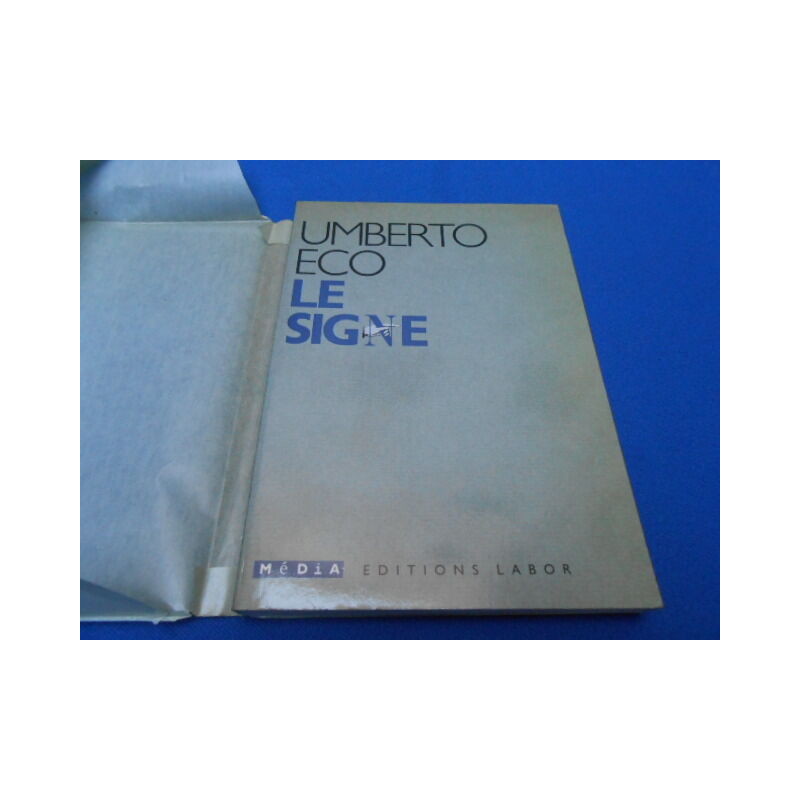 UMBERTO
ECO
LE
SIGNE
MéDiA EDITIONS LABOR